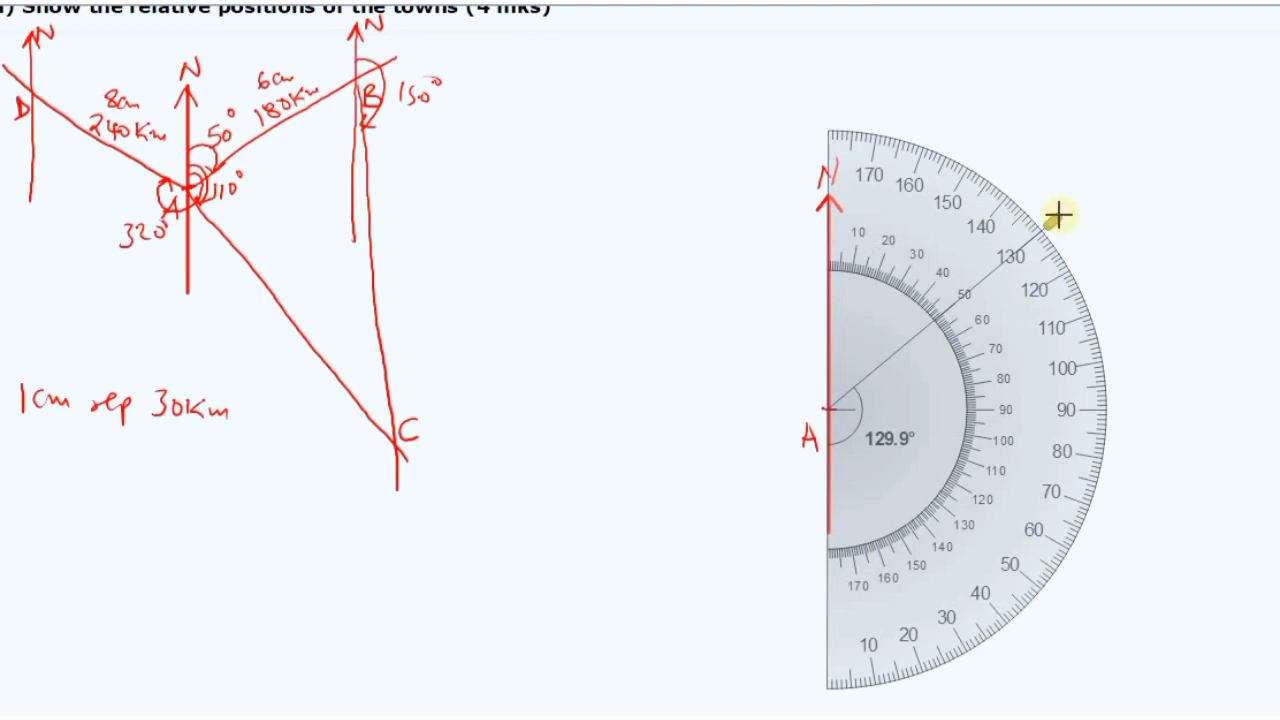 ) Show the relative positions of the towns (4 mks)
N
N
N
D
8cm
240Km
6cm
180Km
B
150°
50°
110°
A
320°
C
1cm rep 30Km
N
A
129.9°
170
160
150
140
130
120
110
100
90
80
70
60
50
40
30
20
10
10
20
30
40
50
60
70
80
90
100
110
120
130
140
150
160
170